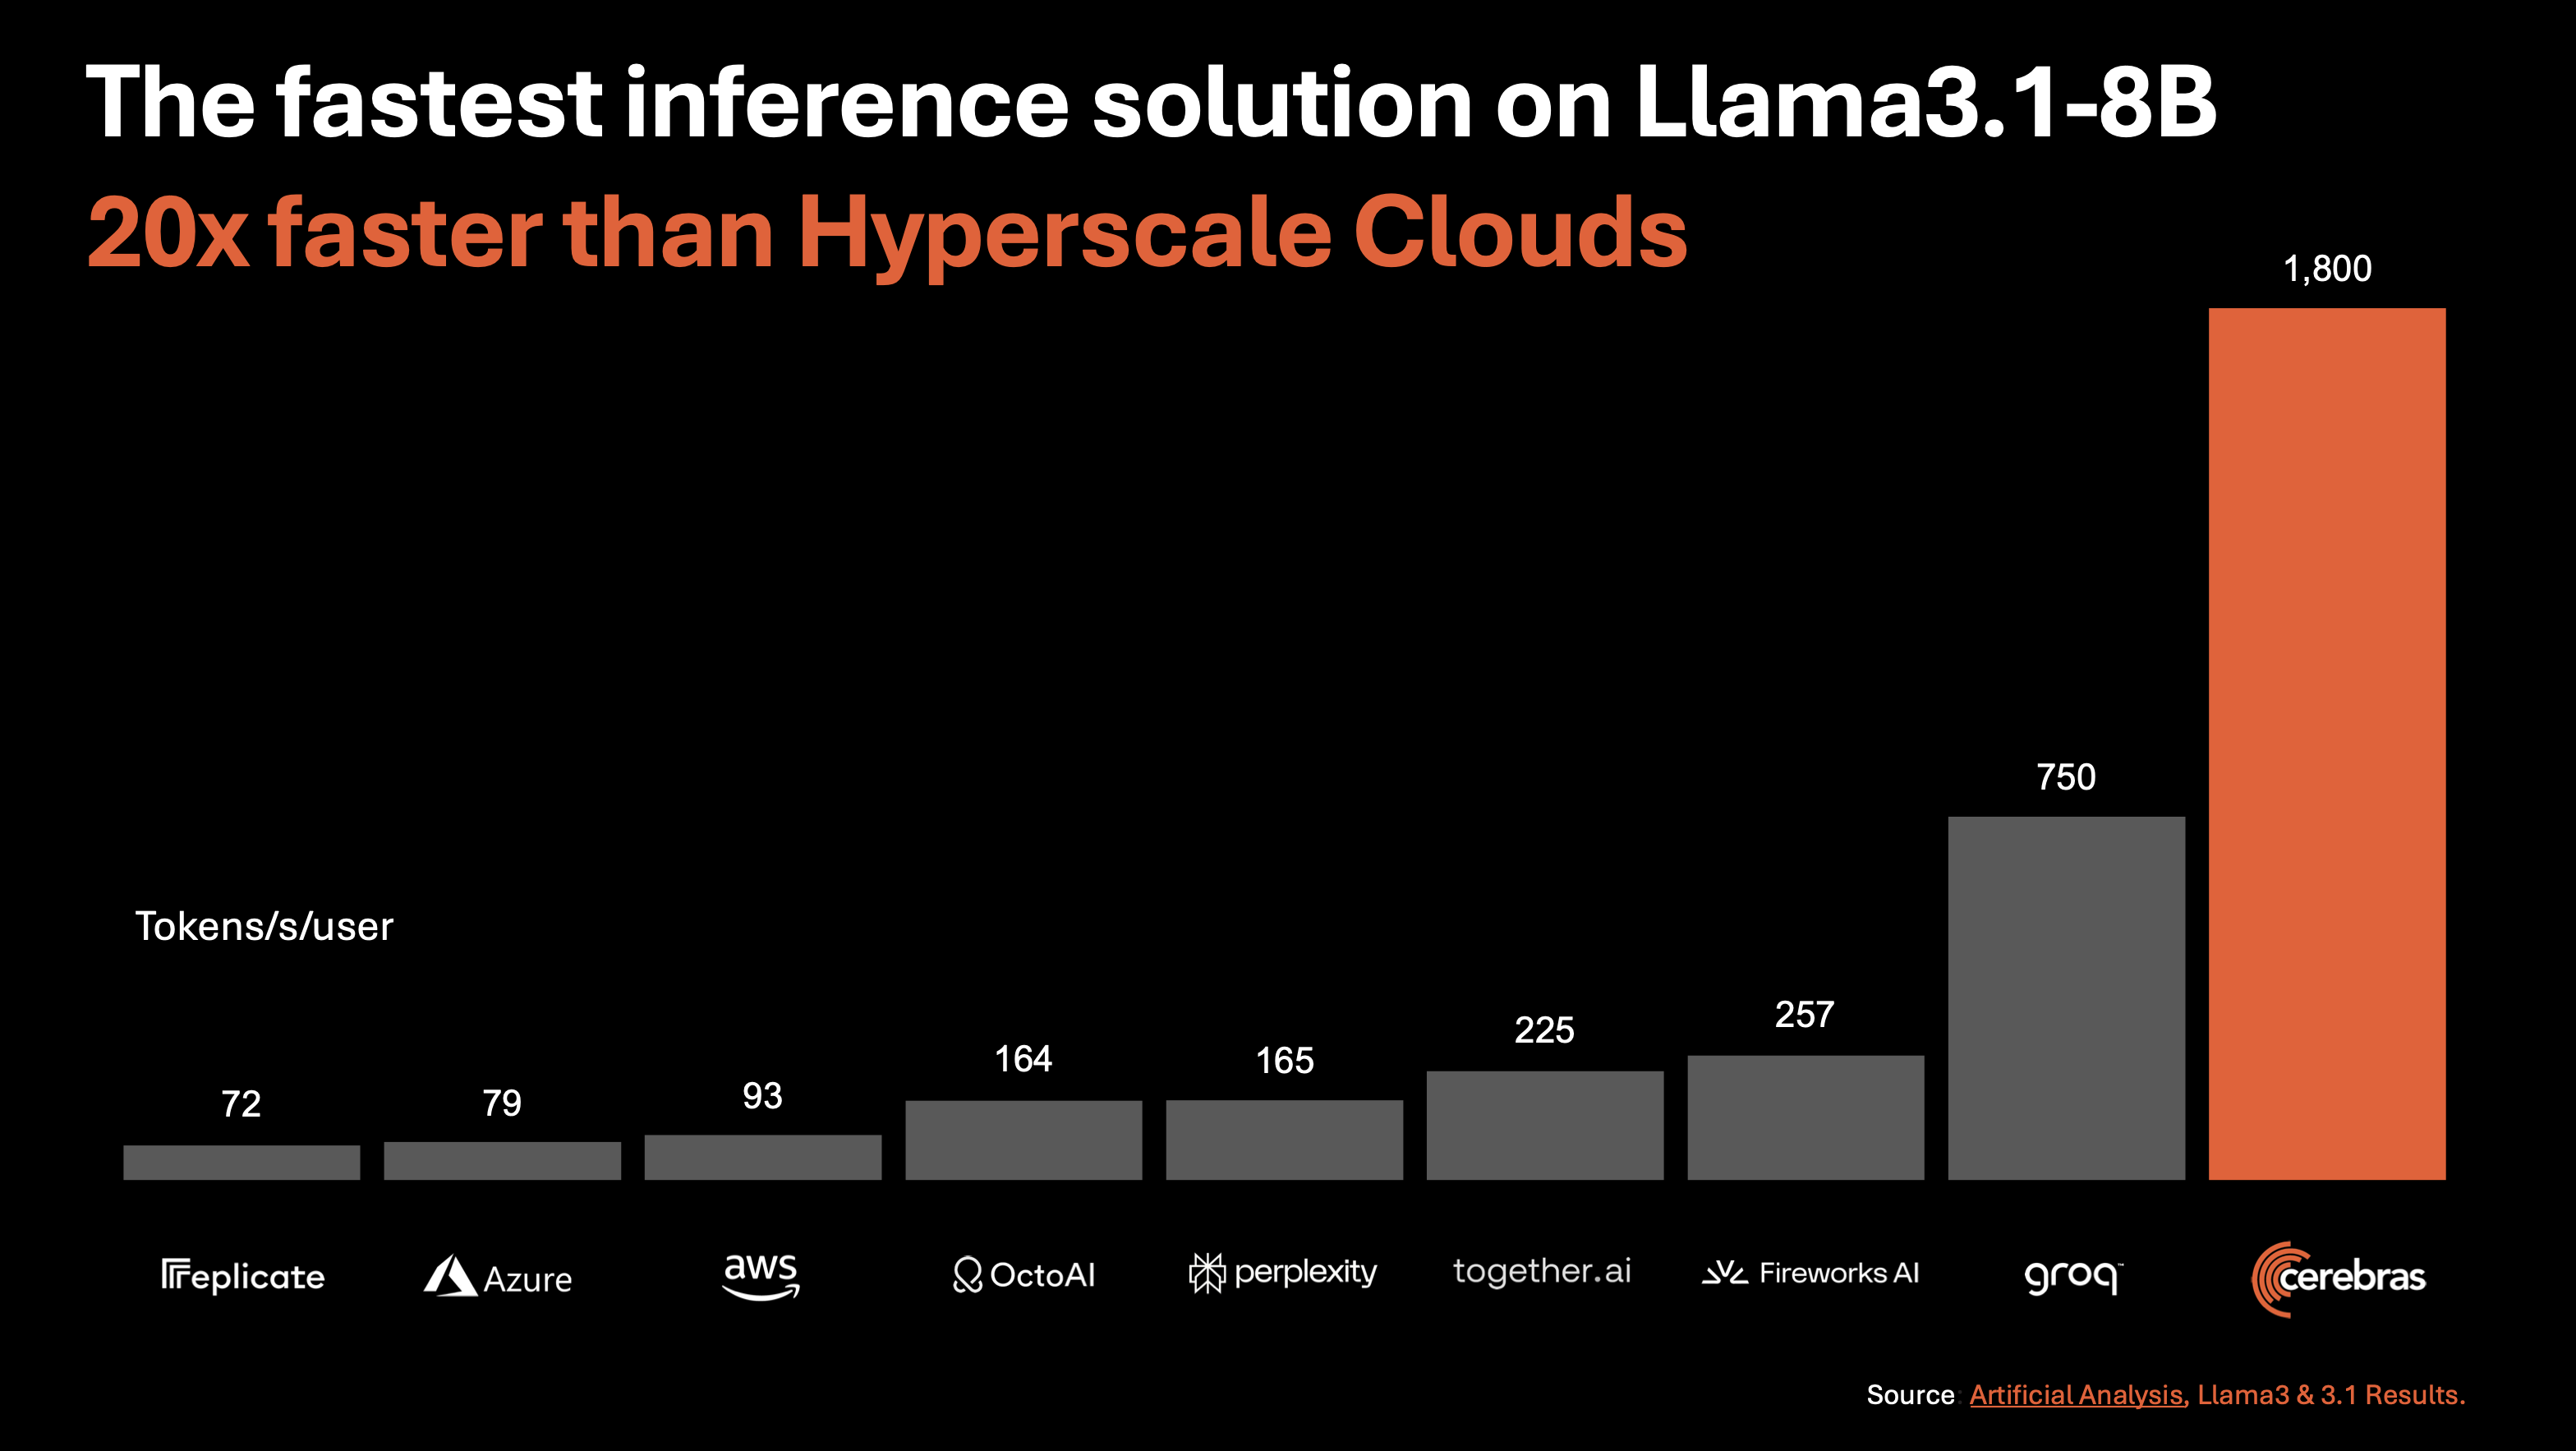 The fastest inference solution on Llama3.1-8B
20x faster than Hyperscale Clouds
1,800
750
Tokens/s/user
257
225
164
165
93
79
72
replicate
Azure
aws
OctoAI
perplexity
together.ai
Fireworks AI
groq™
cerebras
Source: Artificial Analysis, Llama3 & 3.1 Results.